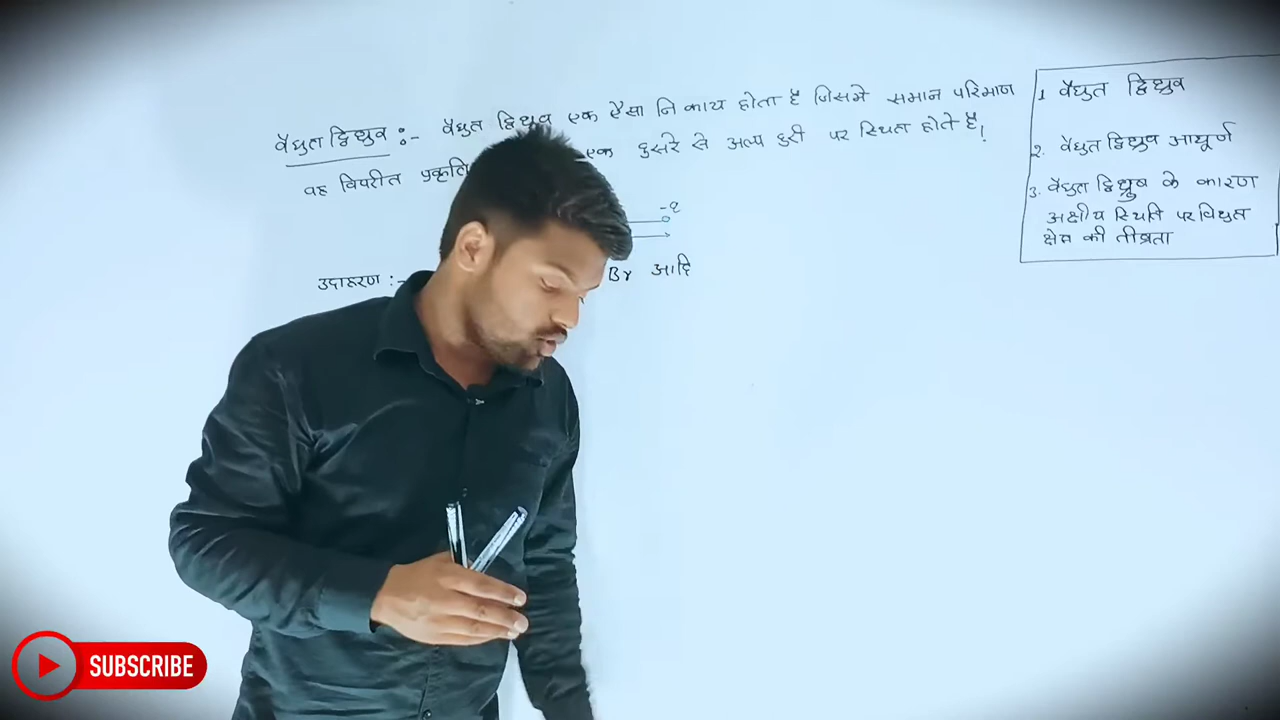 वैधुत द्विध्रुव :- वैधुत द्विध्रुव एक ऐसा निकाय होता है जिसमे समान परिमाण
वह विपरीत प्रकृति एक दुसरे से अल्प दुरी पर स्थित होते है!
-q
उदाहरण :- Br आदि
1 वैधुत द्विध्रुव
2. वैधुत द्विध्रुव आघूर्ण
3. वैधुत द्विध्रुब के कारण
अक्षीय स्थिति पर विधुत
क्षेत्र की तीव्रता
SUBSCRIBE